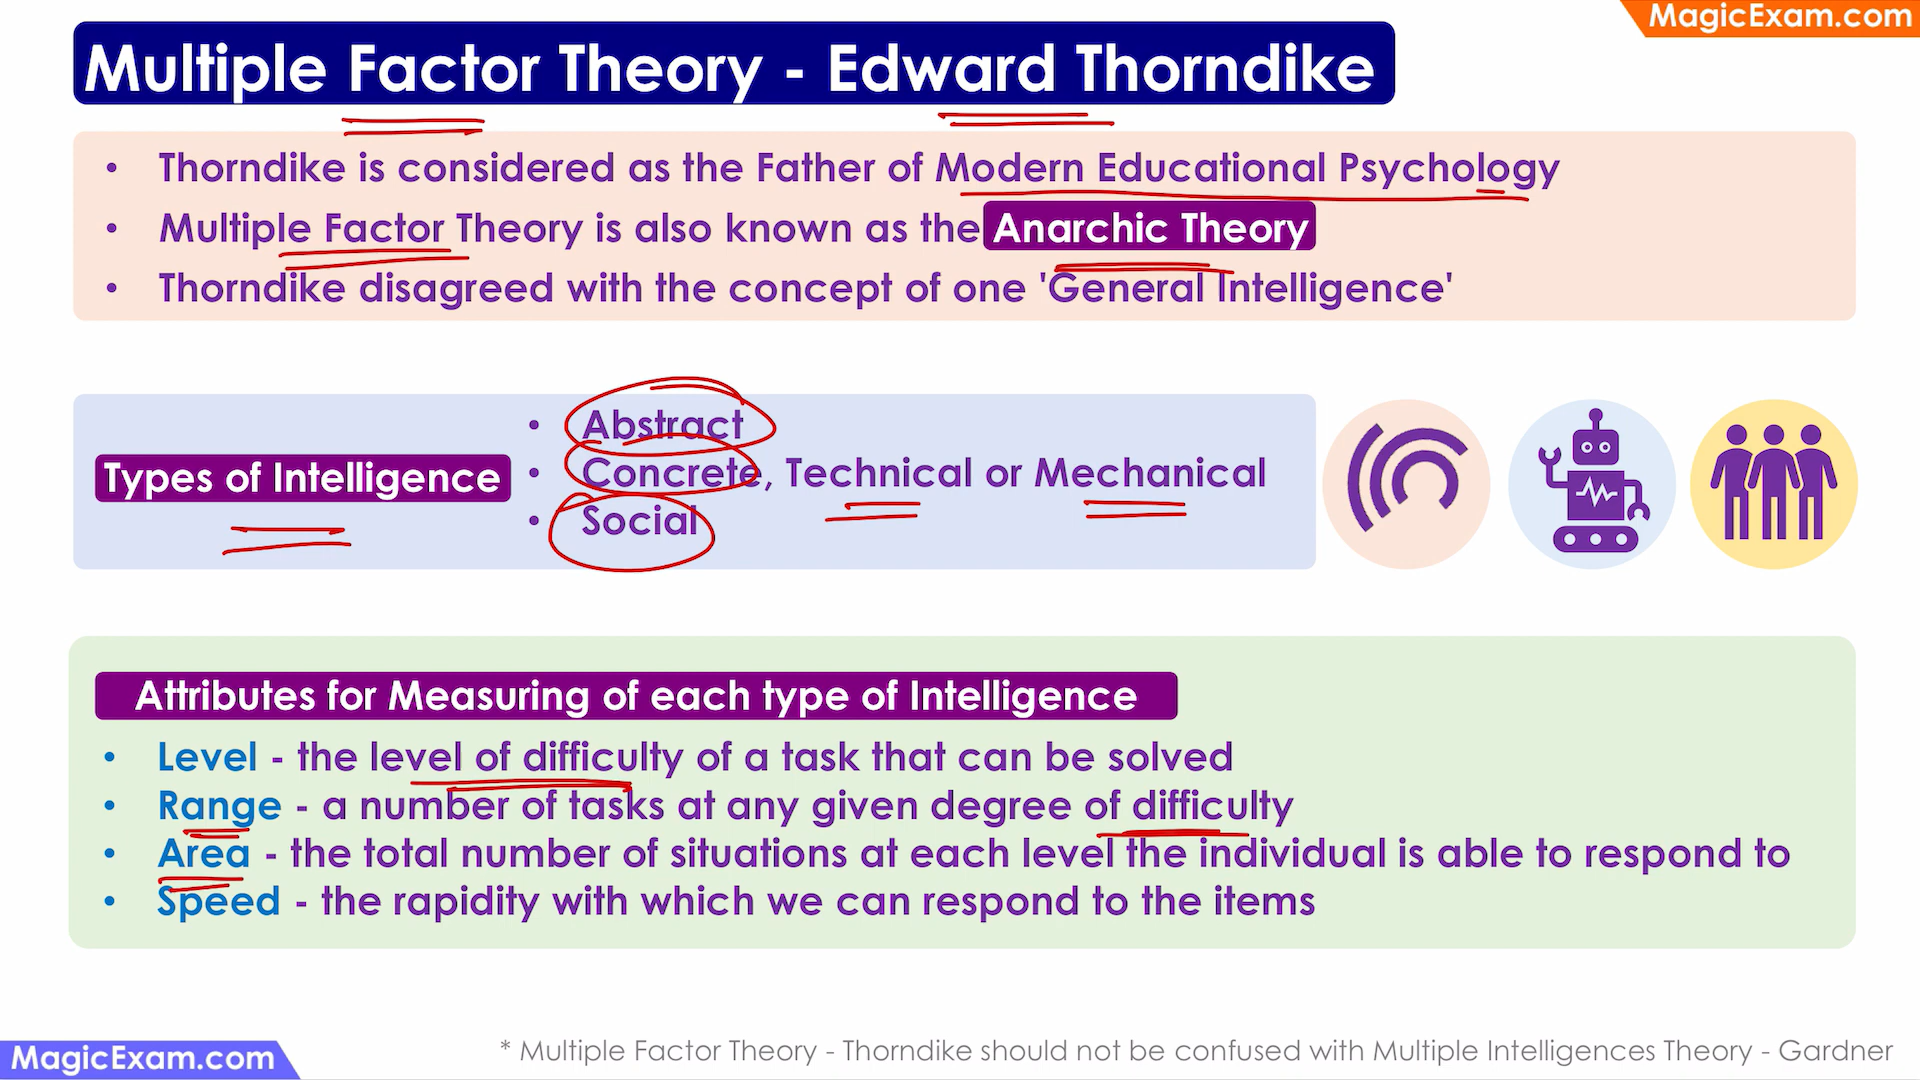 MagicExam.com
Multiple Factor Theory - Edward Thorndike
• Thorndike is considered as the Father of Modern Educational Psychology
• Multiple Factor Theory is also known as the Anarchic Theory
• Thorndike disagreed with the concept of one 'General Intelligence'
Types of Intelligence
• Abstract
• Concrete, Technical or Mechanical
• Social
Attributes for Measuring of each type of Intelligence
• Level - the level of difficulty of a task that can be solved
• Range - a number of tasks at any given degree of difficulty
• Area - the total number of situations at each level the individual is able to respond to
• Speed - the rapidity with which we can respond to the items
MagicExam.com
* Multiple Factor Theory - Thorndike should not be confused with Multiple Intelligences Theory - Gardner